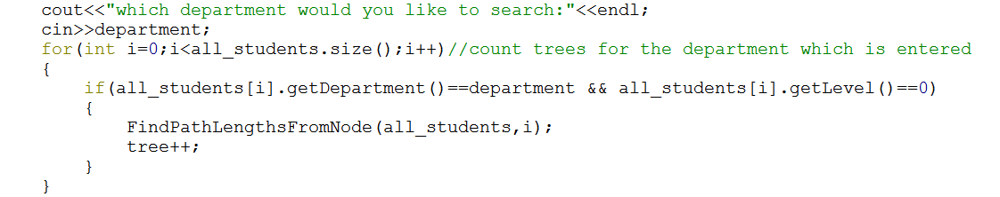 cout<<"which department would you like to search:"<<endl;
cin>>department;
for(int i=0;i<all_students.size();i++)//count trees for the department which is entered
{
if(all_students[i].getDepartment()==department && all_students[i].getLevel()==0)
{
FindPathLengthsFromNode(all_students,i);
tree++;
}
}